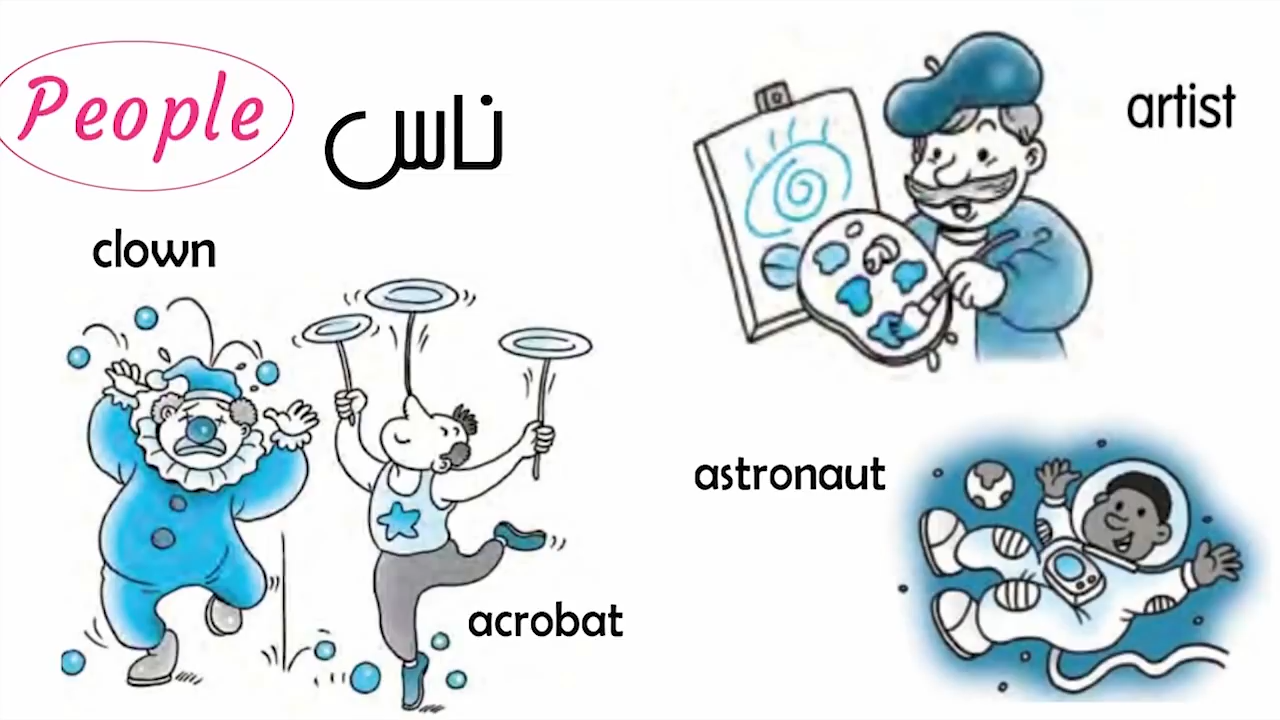 People
ناس
clown
acrobat
artist
astronaut